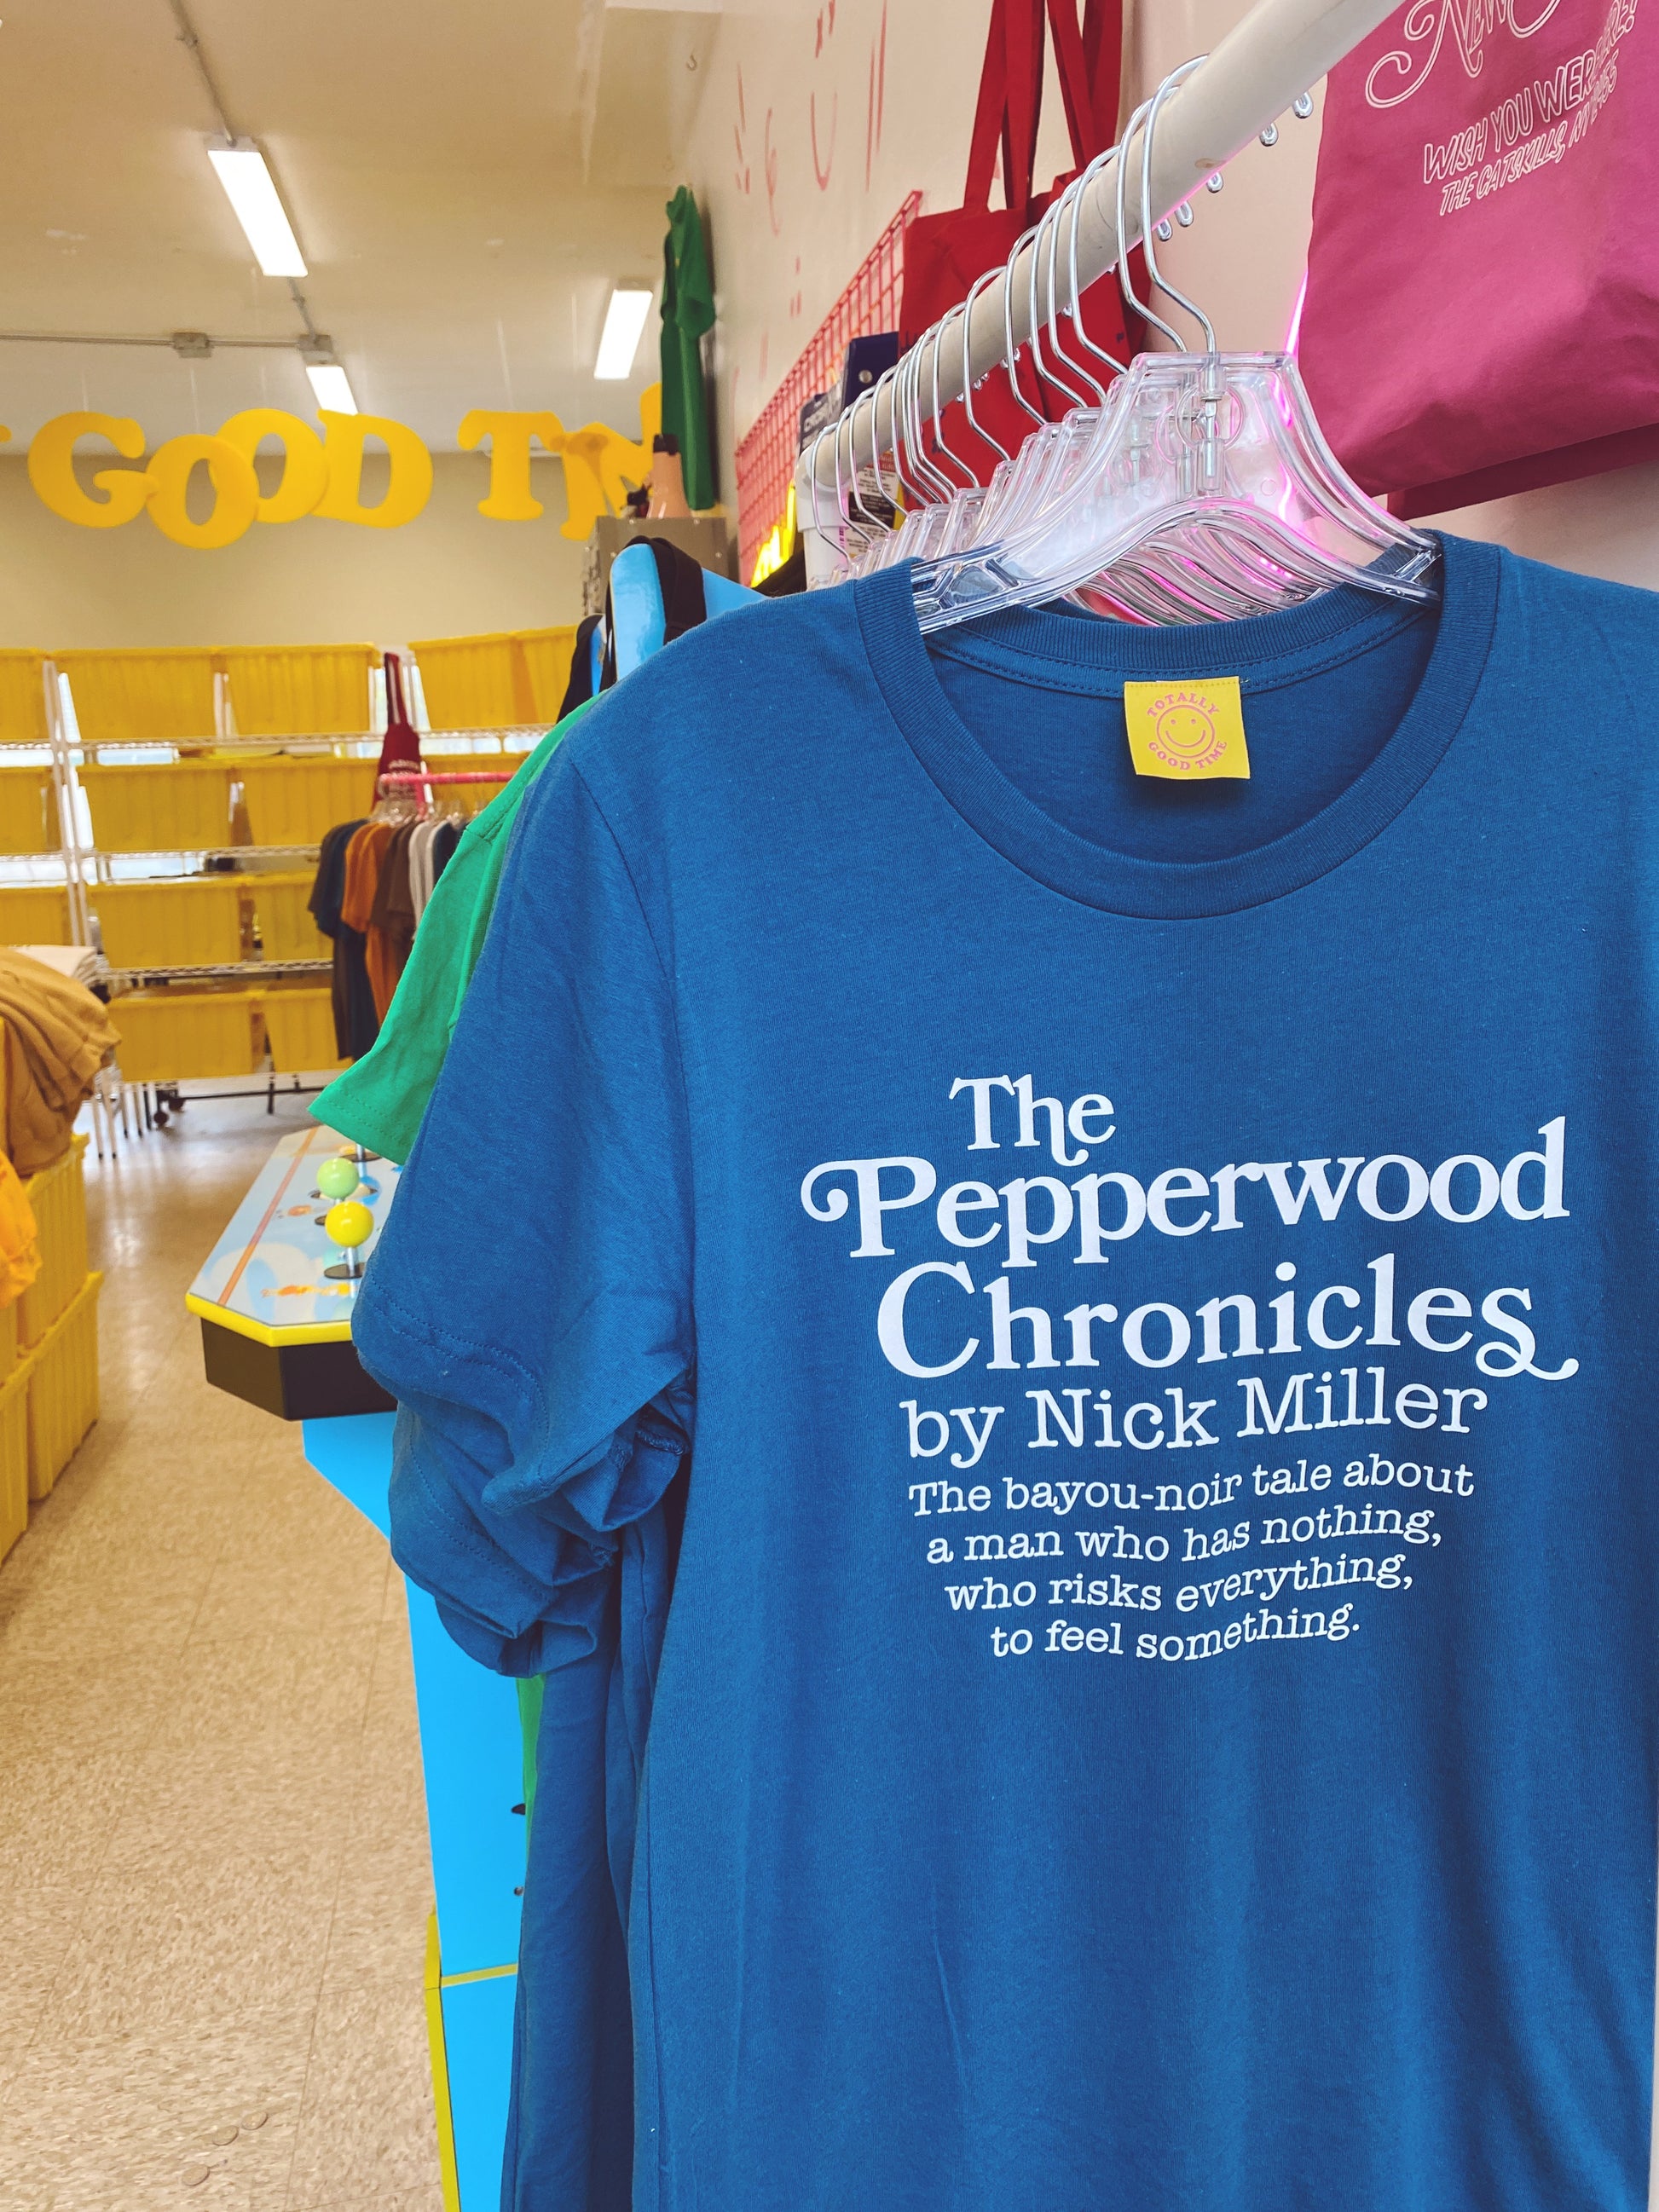 WISH YOU WERE HERE!
THE CATSKILLS, NY
GOOD
TOTALLY
GOOD TIME
The
Pepperwood
Chronicles
by Nick Miller
The bayou-noir tale about
a man who has nothing,
who risks everything,
to feel something.